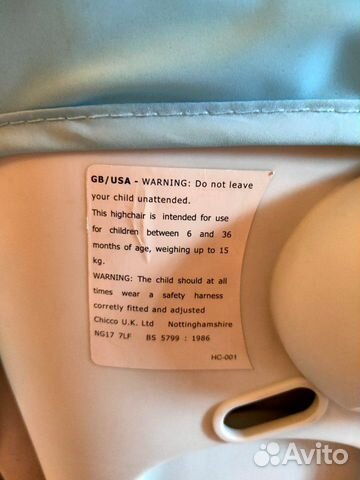 GB/USA - WARNING: Do not leave
your child unattended.
This highchair is intended for use
for children between 6 and 36
months of age, weighing up to 15
kg.
WARNING: The child should at all
times wear a safety harness
corretly fitted and adjusted
Chicco U.K. Ltd Nottinghamshire
NG17 7LF BS 5799 : 1986
HC-001
Avito